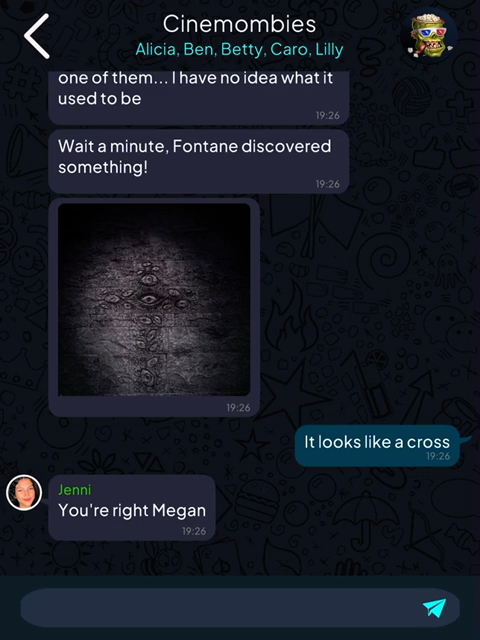 Cinemombies
Alicia, Ben, Betty, Caro, Lilly
one of them... I have no idea what it
used to be
19:26
Wait a minute, Fontane discovered
something!
19:26
19:26
It looks like a cross
19:26
Jenni
You're right Megan
19:26